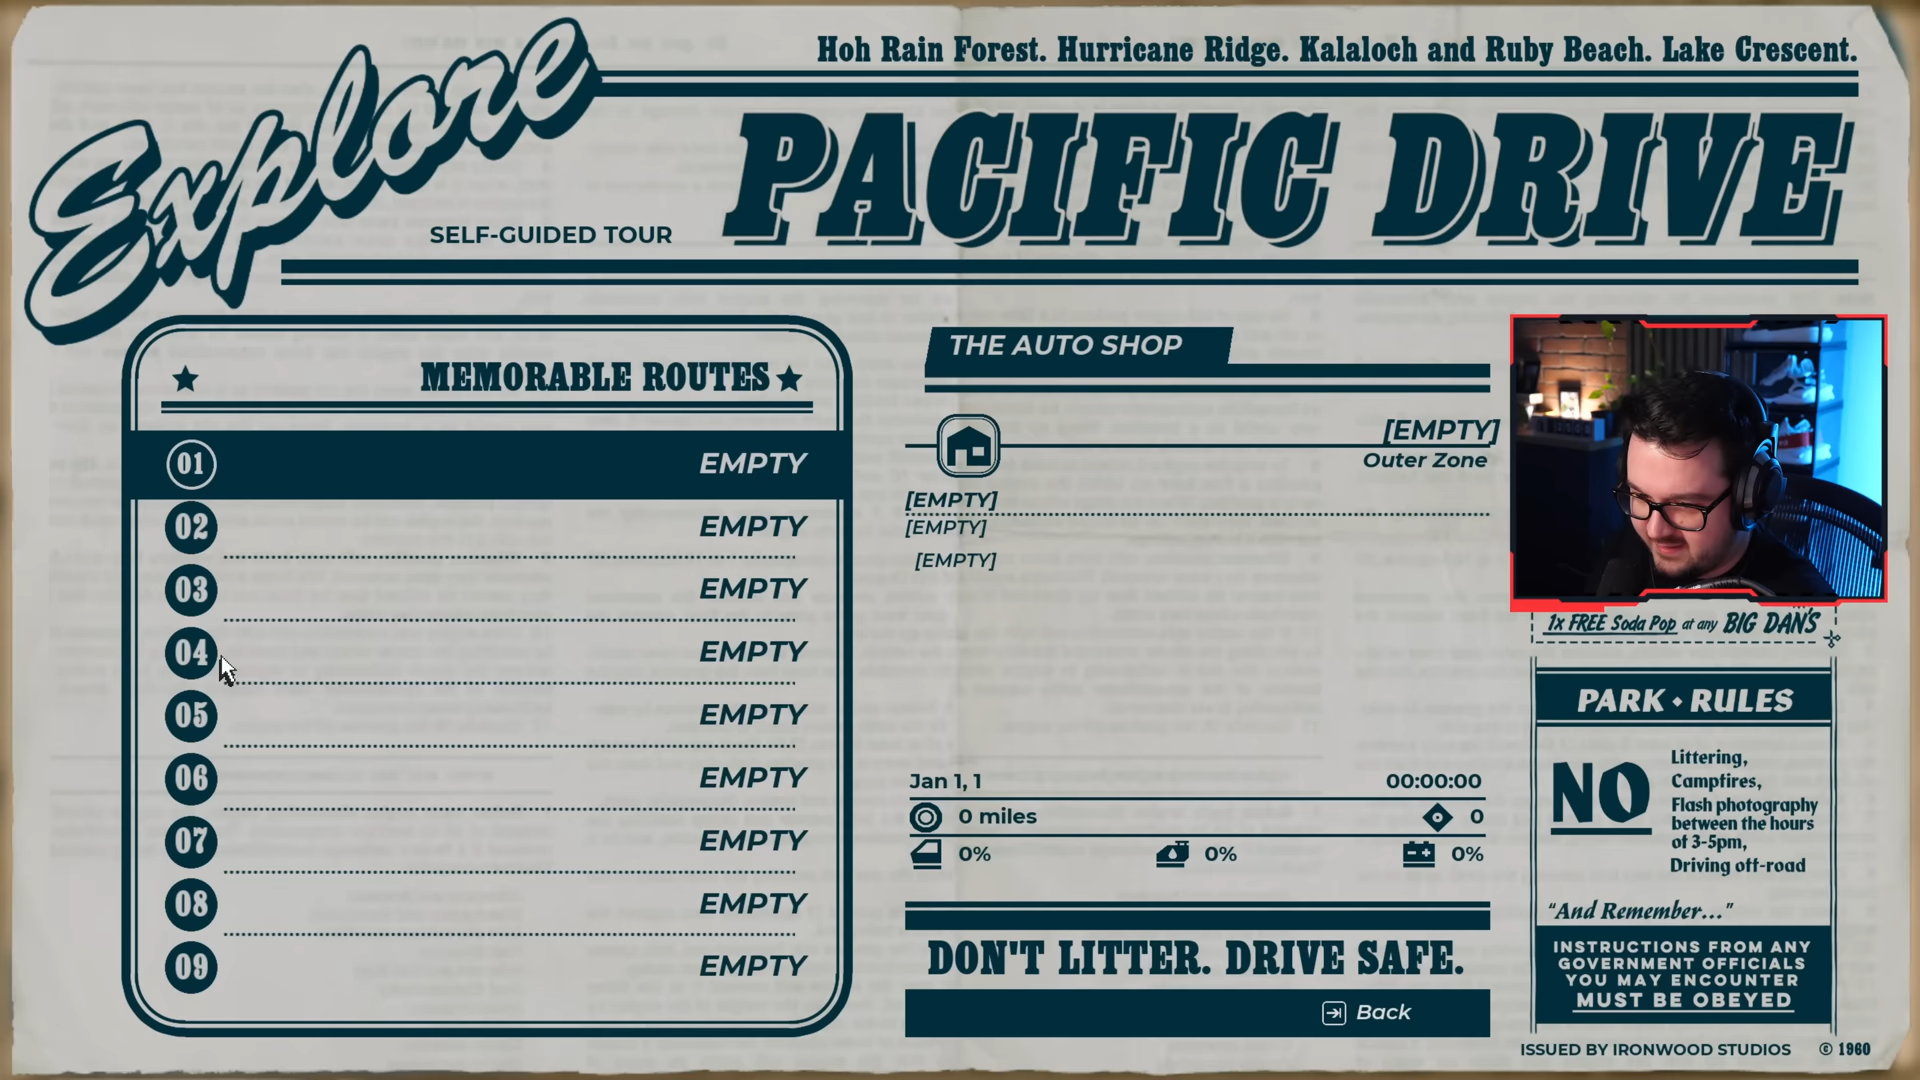 Explore
Hoh Rain Forest. Hurricane Ridge. Kalaloch and Ruby Beach. Lake Crescent.
SELF-GUIDED TOUR
PACIFIC DRIVE
MEMORABLE ROUTES
01 EMPTY
02 EMPTY
03 EMPTY
04 EMPTY
05 EMPTY
06 EMPTY
07 EMPTY
08 EMPTY
09 EMPTY
THE AUTO SHOP
[EMPTY]
Outer Zone
[EMPTY]
[EMPTY]
[EMPTY]
Jan 1, 1 00:00:00
0 miles 0
0% 0% 0%
DON'T LITTER. DRIVE SAFE.
Back
1x FREE Soda Pop at any BIG DAN'S
PARK • RULES
NO
Littering,
Campfires,
Flash photography
between the hours
of 3-5pm,
Driving off-road
“And Remember...”
INSTRUCTIONS FROM ANY
GOVERNMENT OFFICIALS
YOU MAY ENCOUNTER
MUST BE OBEYED
ISSUED BY IRONWOOD STUDIOS © 1960